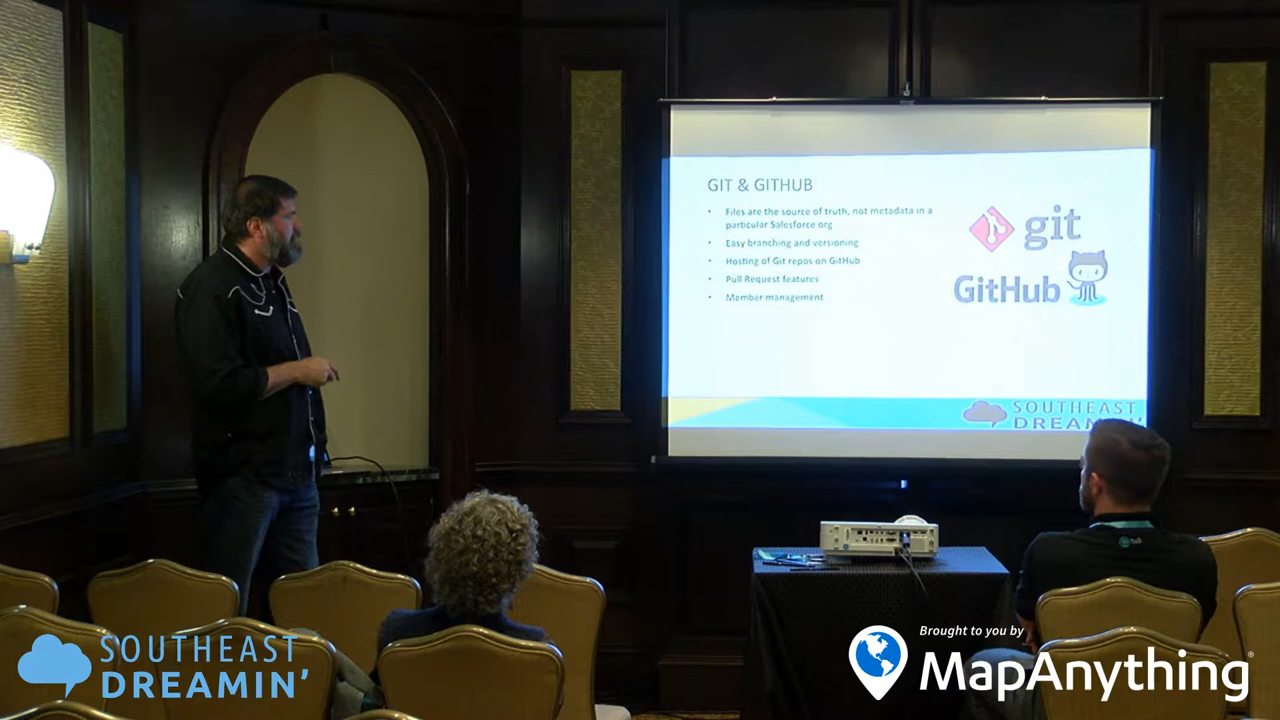 GIT & GITHUB
• Files are the source of truth, not metadata in a
particular Salesforce org
• Easy branching and versioning
• Hosting of Git repos on GitHub
• Pull Request features
• Member management
git
GitHub
SOUTHEAST
DREAMIN'
hub
SOUTHEAST
DREAMIN'
Brought to you by
MapAnything®